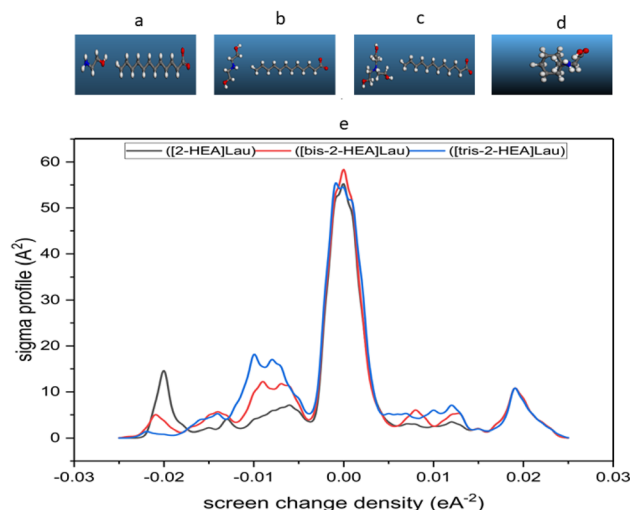 a b c d
e
([2-HEA]Lau) ([bis-2-HEA]Lau) ([tris-2-HEA]Lau)
60
50
40
30
20
10
0
sigma profile (A²)
-0.03 -0.02 -0.01 0.00 0.01 0.02 0.03
screen change density (eA⁻²)